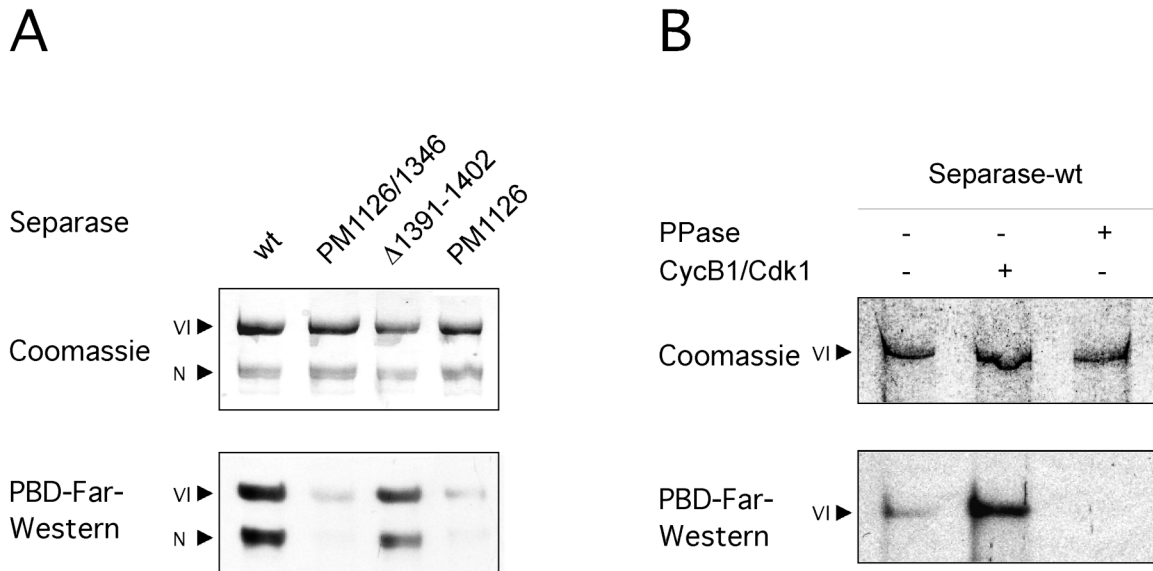 A
Separase
wt
PM1126/1346
Δ1391-1402
PM1126
Coomassie
VI
N
PBD-Far-
Western
VI
N
B
Separase-wt
PPase - - +
CycB1/Cdk1 - + -
Coomassie
VI
PBD-Far-
Western
VI